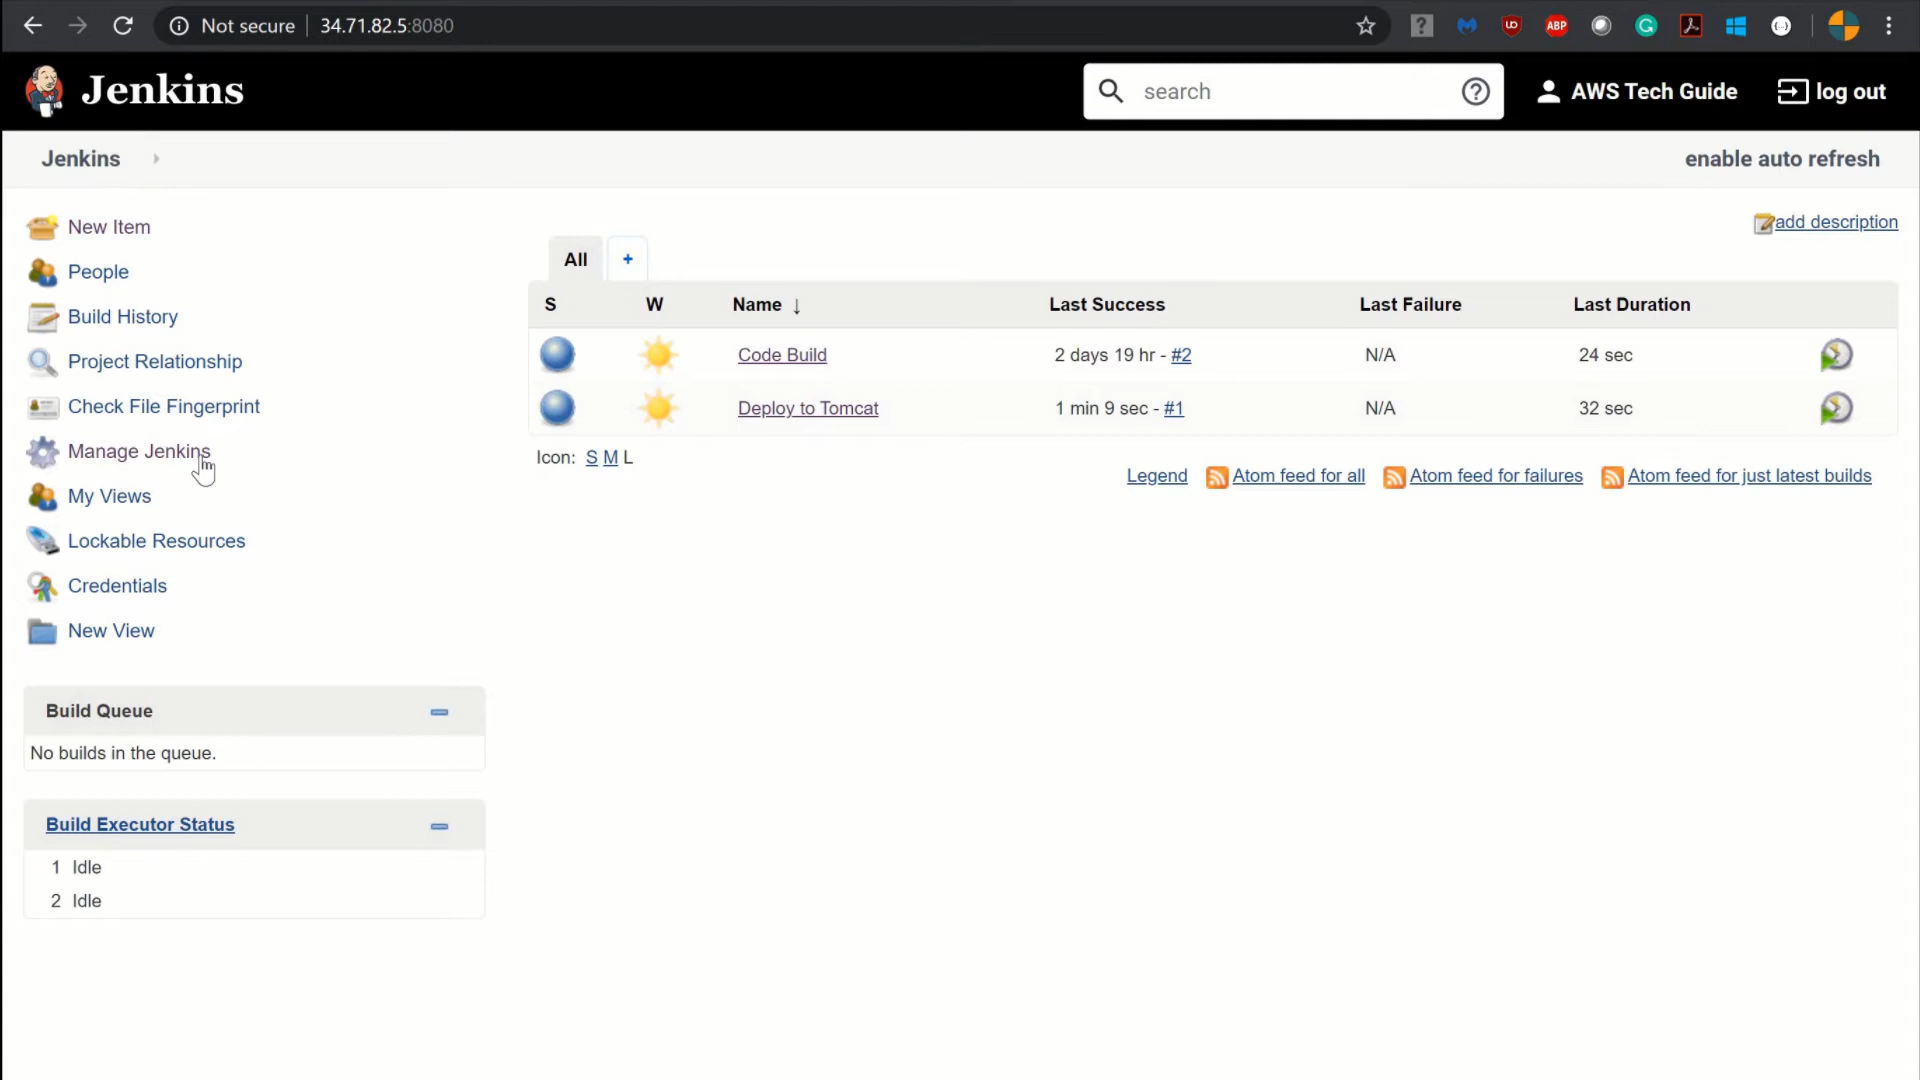 Not secure 34.71.82.5:8080
ABP
Jenkins
search
AWS Tech Guide
log out
Jenkins
enable auto refresh
New Item
People
Build History
Project Relationship
Check File Fingerprint
Manage Jenkins
My Views
Lockable Resources
Credentials
New View
add description
All +
S W Name ↓ Last Success Last Failure Last Duration
Code Build 2 days 19 hr - #2 N/A 24 sec
Deploy to Tomcat 1 min 9 sec - #1 N/A 32 sec
Icon: S M L
Legend Atom feed for all Atom feed for failures Atom feed for just latest builds
Build Queue
No builds in the queue.
Build Executor Status
1 Idle
2 Idle